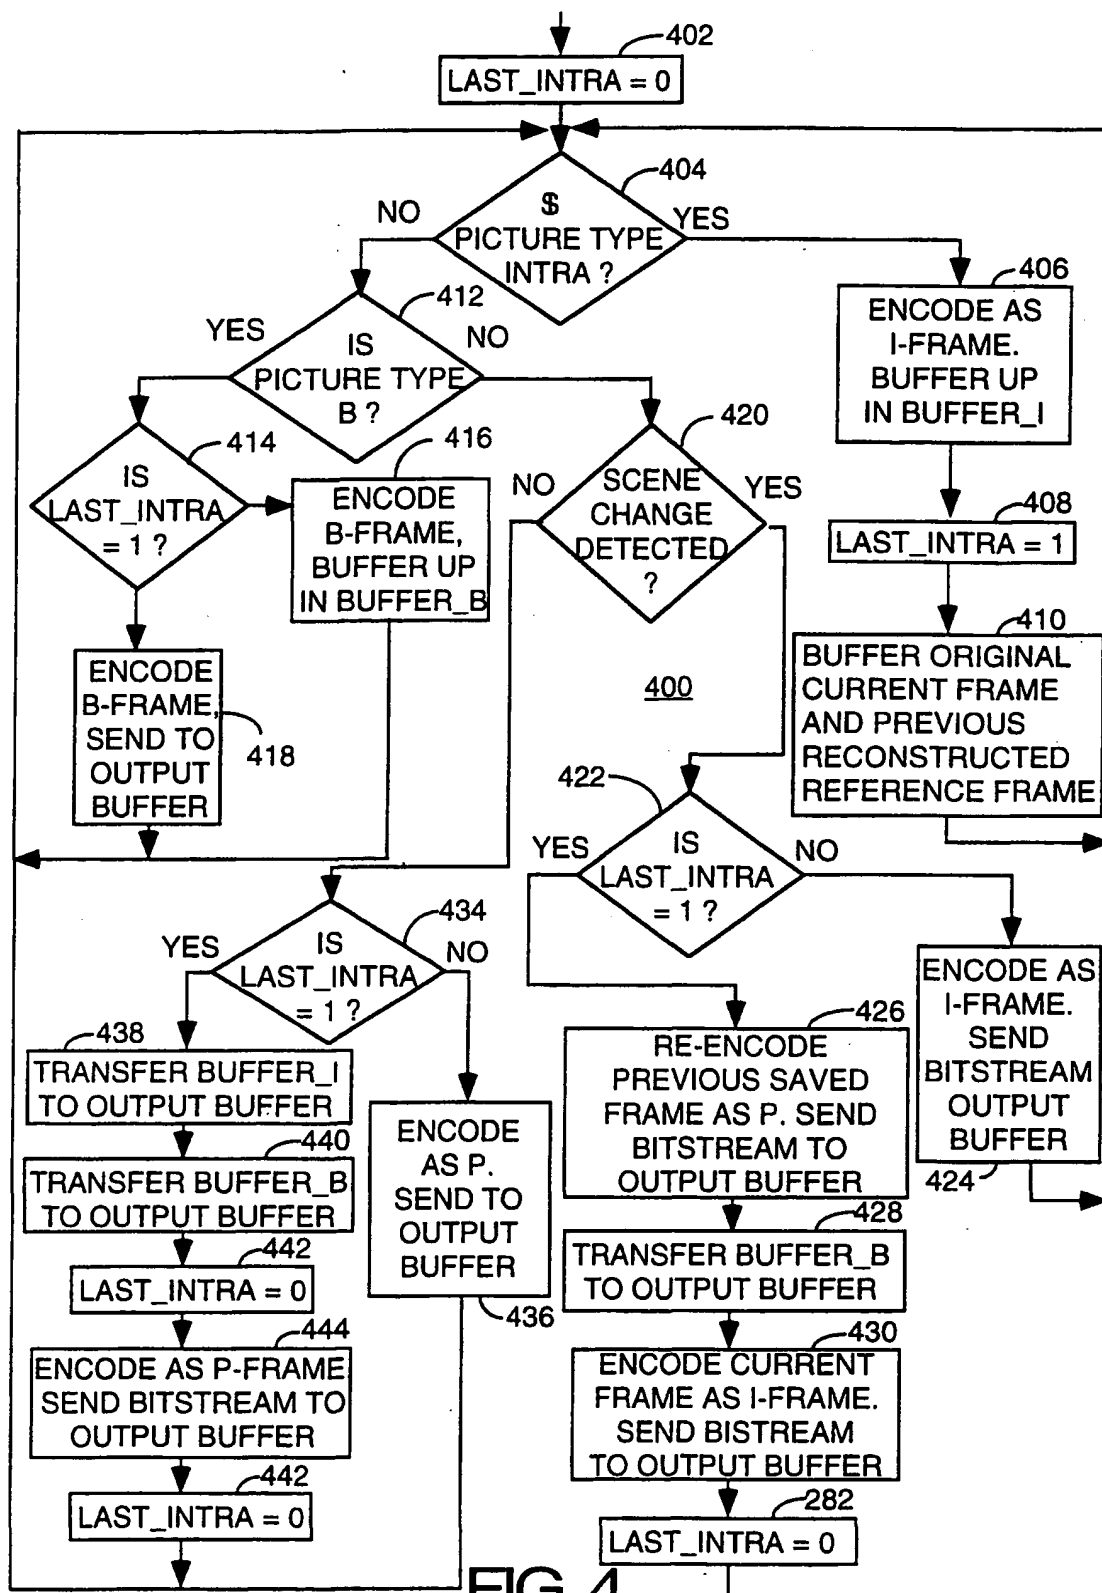 402
LAST_INTRA = 0
404
$
PICTURE TYPE
INTRA ?
NO
YES
406
ENCODE AS
I-FRAME.
BUFFER UP
IN BUFFER_I
412
YES
NO
IS
PICTURE TYPE
B ?
408
LAST_INTRA = 1
414
IS
LAST_INTRA
= 1 ?
416
ENCODE
B-FRAME,
BUFFER UP
IN BUFFER_B
420
NO
YES
SCENE
CHANGE
DETECTED
?
410
BUFFER ORIGINAL
CURRENT FRAME
AND PREVIOUS
RECONSTRUCTED
REFERENCE FRAME
ENCODE
B-FRAME,
SEND TO
OUTPUT
BUFFER
418
400
422
YES
NO
IS
LAST_INTRA
= 1 ?
434
YES
NO
IS
LAST_INTRA
= 1 ?
ENCODE AS
I-FRAME.
SEND
BITSTREAM
OUTPUT
BUFFER
424
438
TRANSFER BUFFER_I
TO OUTPUT BUFFER
440
TRANSFER BUFFER_B
TO OUTPUT BUFFER
442
LAST_INTRA = 0
444
ENCODE AS P-FRAME
SEND BITSTREAM TO
OUTPUT BUFFER
442
LAST_INTRA = 0
ENCODE
AS P.
SEND TO
OUTPUT
BUFFER
436
426
RE-ENCODE
PREVIOUS SAVED
FRAME AS P. SEND
BITSTREAM TO
OUTPUT BUFFER
428
TRANSFER BUFFER_B
TO OUTPUT BUFFER
430
ENCODE CURRENT
FRAME AS I-FRAME.
SEND BISTREAM
TO OUTPUT BUFFER
282
LAST_INTRA = 0
FIG 4